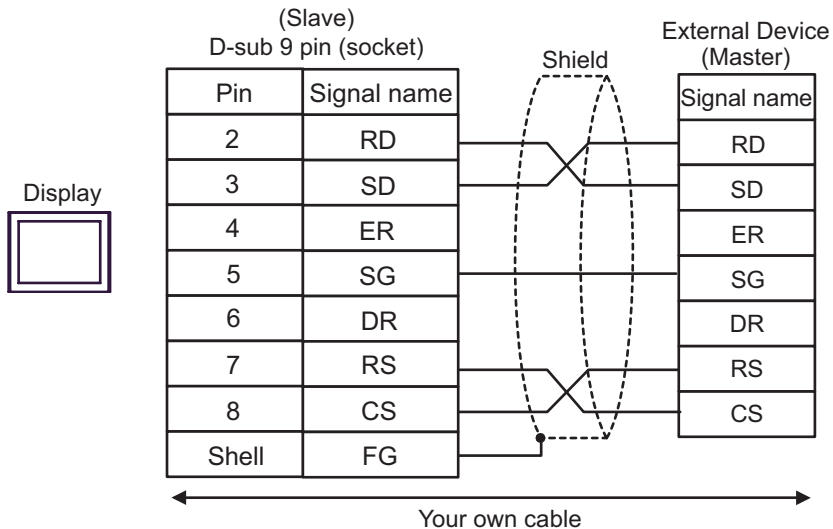 (Slave)
D-sub 9 pin (socket)
Shield
External Device
(Master)
Pin Signal name
Signal name
2 RD
RD
3 SD
SD
Display
4 ER
ER
5 SG
SG
6 DR
DR
7 RS
RS
8 CS
CS
Shell FG
Your own cable